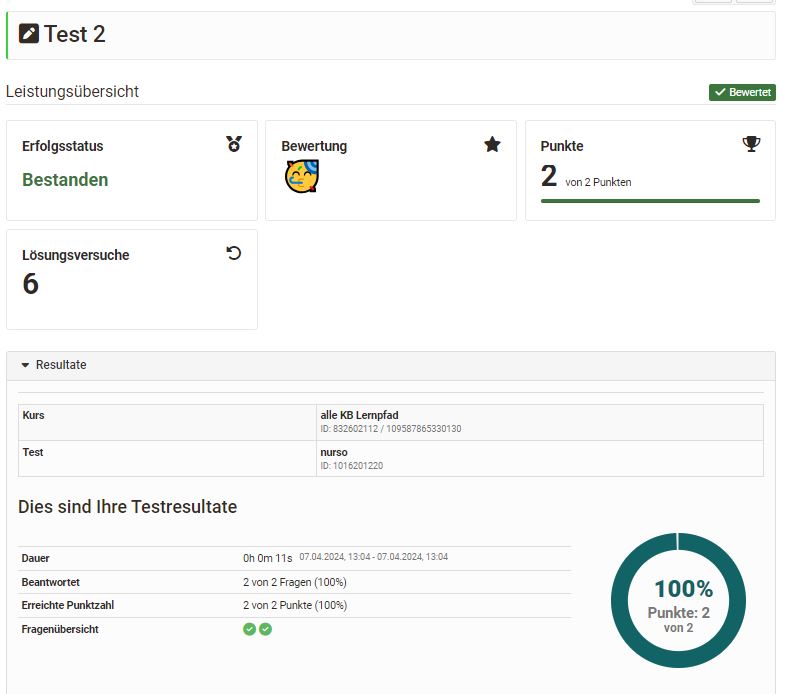 Test 2
Leistungsübersicht
Bewertet
Erfolgsstatus
Bestanden
Bewertung
Punkte
2 von 2 Punkten
Lösungsversuche
6
Resultate
Kurs
alle KB Lernpfad
ID: 832602112 / 109587865330130
Test
nurso
ID: 1016201220
Dies sind Ihre Testresultate
Dauer 0h 0m 11s 07.04.2024, 13:04 - 07.04.2024, 13:04
Beantwortet 2 von 2 Fragen (100%)
Erreichte Punktzahl 2 von 2 Punkte (100%)
Fragenübersicht
100%
Punkte: 2
von 2